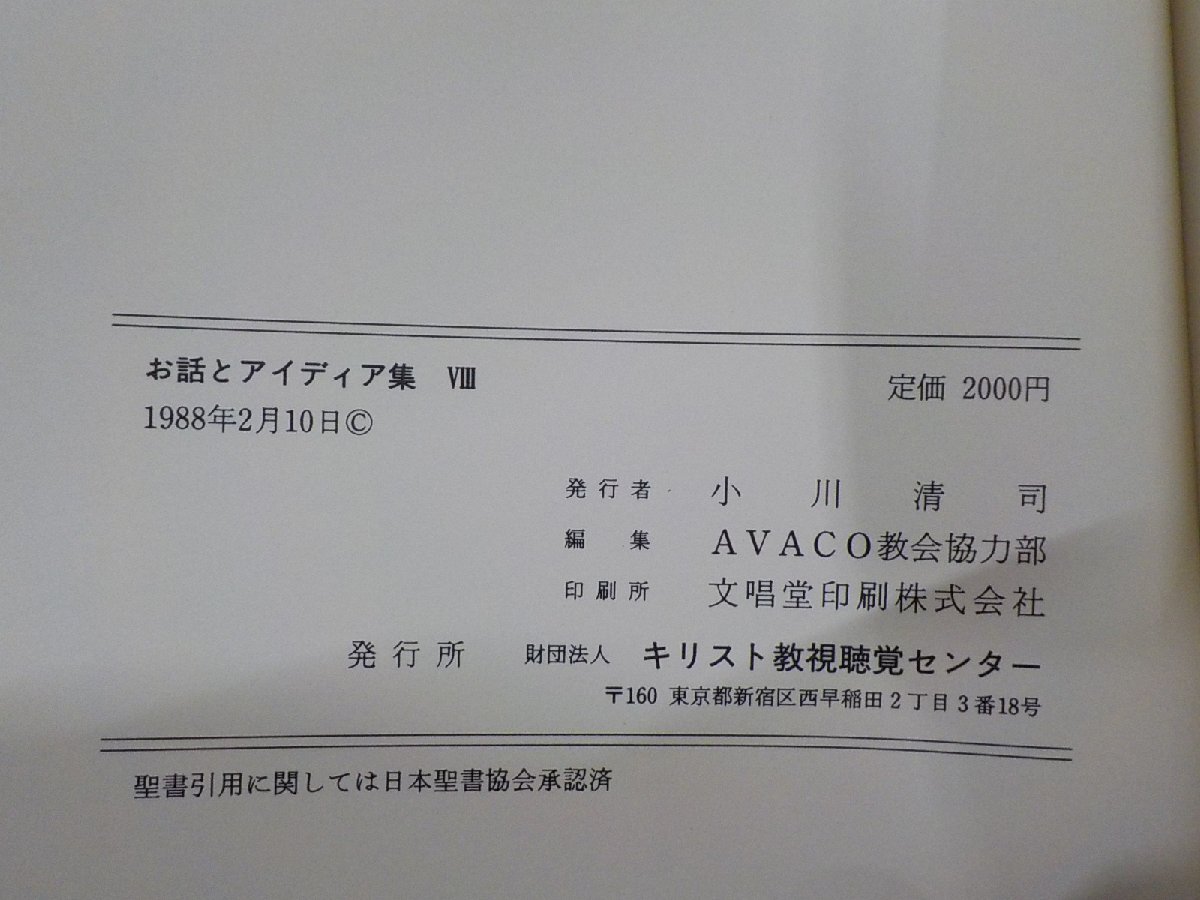 お話とアイディア集 Ⅷ
定価 2000円
1988年2月10日©
発行者 小川清司
編集 AVACO教会協力部
印刷所 文唱堂印刷株式会社
発行所 財団法人 キリスト教視聴覚センター
〒160 東京都新宿区西早稲田2丁目3番18号
聖書引用に関しては日本聖書協会承認済